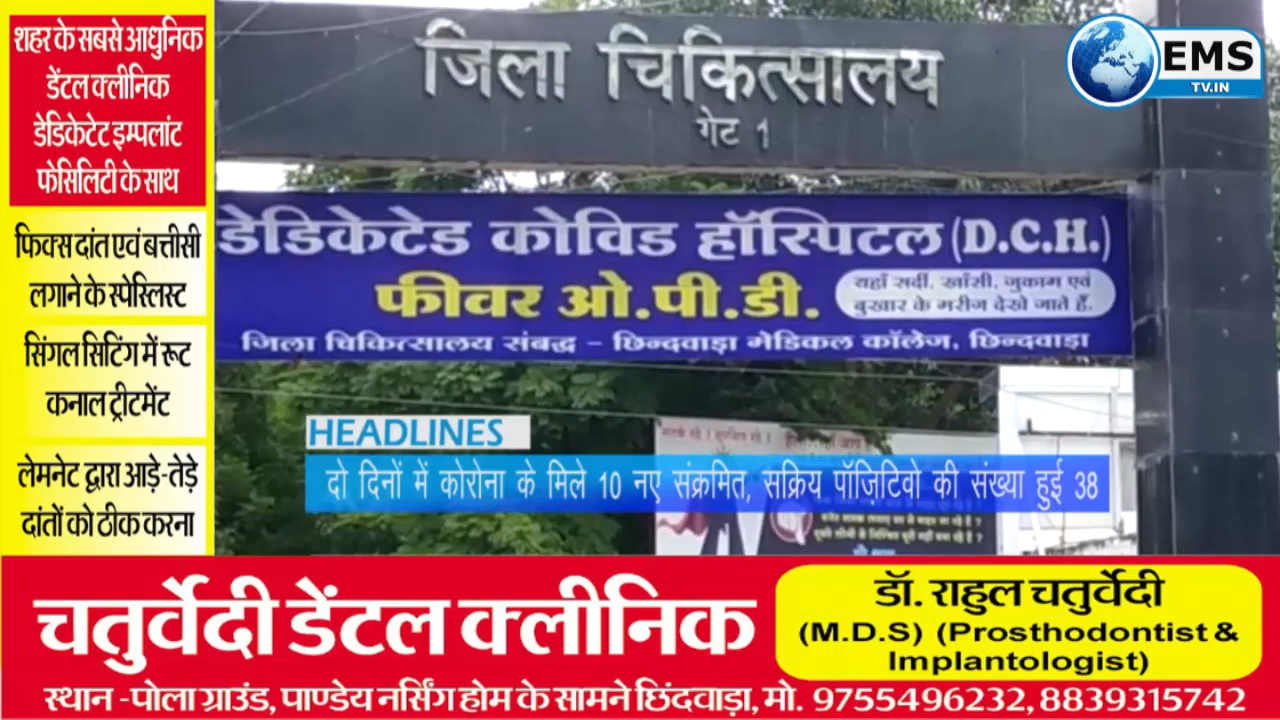 शहर के सबसे आधुनिक
डेंटल क्लीनिक
डेडिकेटेट इम्पलांट
फेसिलिटी के साथ
फिक्स दांत एवं बत्तीसी
लगाने के स्पेस्लिस्ट
सिंगल सिटिंग में रूट
कनाल ट्रीटमेंट
लेमनेट द्वारा आड़े-तेड़े
दांतों को ठीक करना
जिला चिकित्सालय
गेट 1
EMS
TV.IN
डेडिकेटेड कोविड हॉस्पिटल (D.C.H.)
फीवर ओ.पी.डी.
यहाँ सर्दी, खाँसी, जुकाम एवं
बुखार के मरीज देखे जाते हैं.
जिला चिकित्सालय संबद्ध - छिन्दवाड़ा मेडिकल कॉलेज, छिन्दवाड़ा
HEADLINES
दो दिनों में कोरोना के मिले 10 नए संक्रमित, सक्रिय पॉज़िटिवो की संख्या हुई 38
चतुर्वेदी डेंटल क्लीनिक
डॉ. राहुल चतुर्वेदी
(M.D.S) (Prosthodontist &
Implantologist)
स्थान -पोला ग्राउंड, पाण्डेय नर्सिंग होम के सामने छिंदवाड़ा, मो. 9755496232, 8839315742